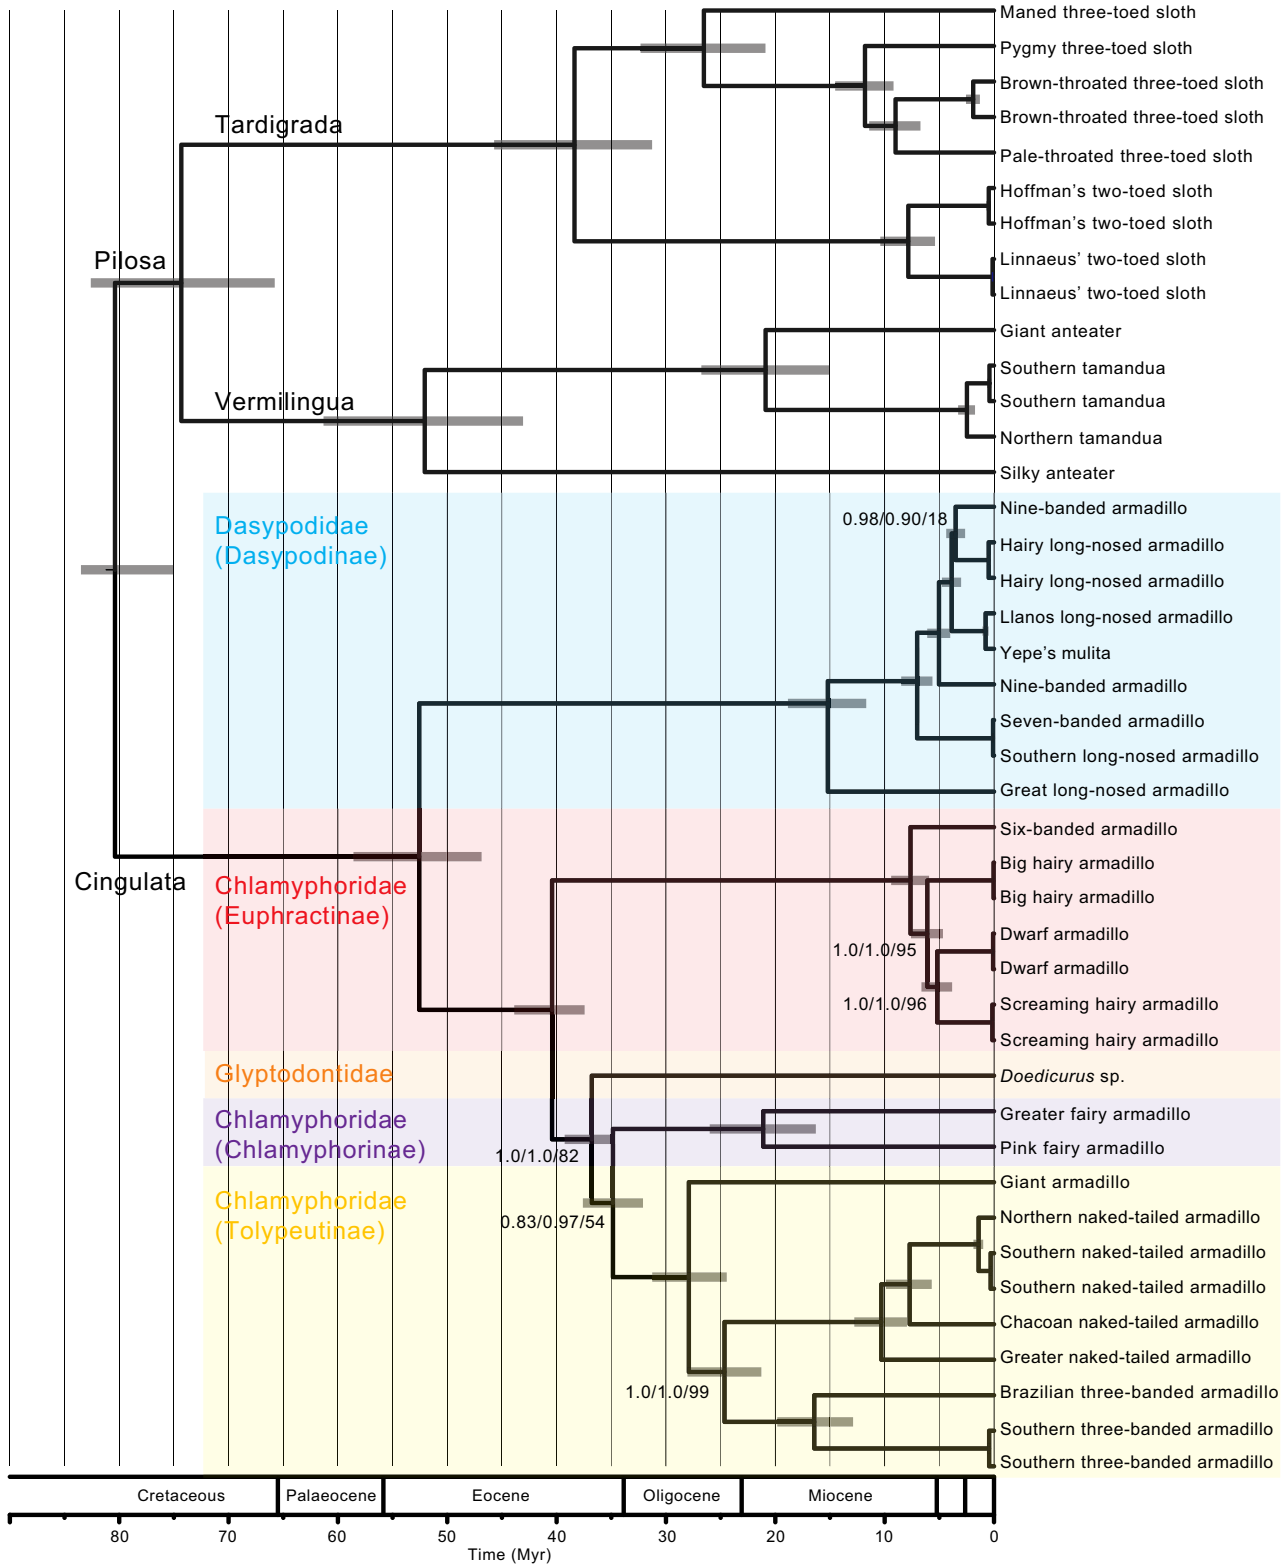 Maned three-toed sloth
Pygmy three-toed sloth
Brown-throated three-toed sloth
Brown-throated three-toed sloth
Tardigrada
Pale-throated three-toed sloth
Hoffman's two-toed sloth
Hoffman's two-toed sloth
Pilosa
Linnaeus' two-toed sloth
Linnaeus' two-toed sloth
Giant anteater
Southern tamandua
Vermilingua
Southern tamandua
Northern tamandua
Silky anteater
Dasypodidae
(Dasypodinae)
0.98/0.90/18
Nine-banded armadillo
Hairy long-nosed armadillo
Hairy long-nosed armadillo
Llanos long-nosed armadillo
Yepe's mulita
Nine-banded armadillo
Seven-banded armadillo
Southern long-nosed armadillo
Great long-nosed armadillo
Six-banded armadillo
Big hairy armadillo
Cingulata
Chlamyphoridae
(Euphractinae)
Big hairy armadillo
Dwarf armadillo
1.0/1.0/95
Dwarf armadillo
1.0/1.0/96
Screaming hairy armadillo
Screaming hairy armadillo
Glyptodontidae
Doedicurus sp.
Chlamyphoridae
(Chlamyphorinae)
Greater fairy armadillo
Pink fairy armadillo
1.0/1.0/82
Giant armadillo
Chlamyphoridae
(Tolypeutinae)
0.83/0.97/54
Northern naked-tailed armadillo
Southern naked-tailed armadillo
Southern naked-tailed armadillo
Chacoan naked-tailed armadillo
Greater naked-tailed armadillo
1.0/1.0/99
Brazilian three-banded armadillo
Southern three-banded armadillo
Southern three-banded armadillo
Cretaceous Palaeocene Eocene Oligocene Miocene
80 70 60 50 40 30 20 10 0
Time (Myr)